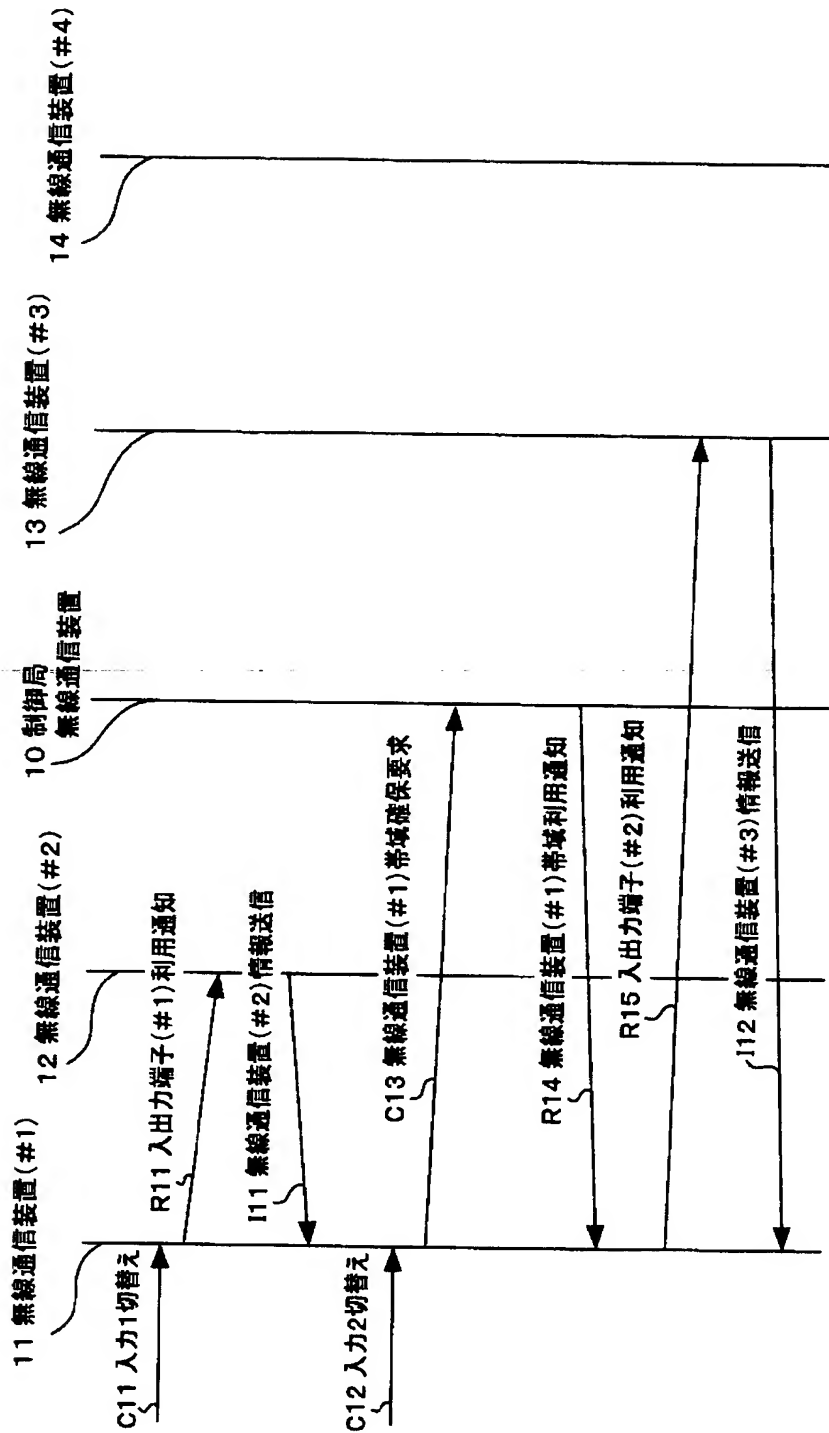 11 無線通信装置(#1)
12 無線通信装置(#2)
10 制御局
無線通信装置
13 無線通信装置(#3)
14 無線通信装置(#4)
C11 入力1切替え
R11 入出力端子(#1)利用通知
I11 無線通信装置(#2)情報送信
C12 入力2切替え
C13 無線通信装置(#1)帯域確保要求
R14 無線通信装置(#1)帯域利用通知
R15 入出力端子(#2)利用通知
I12 無線通信装置(#3)情報送信